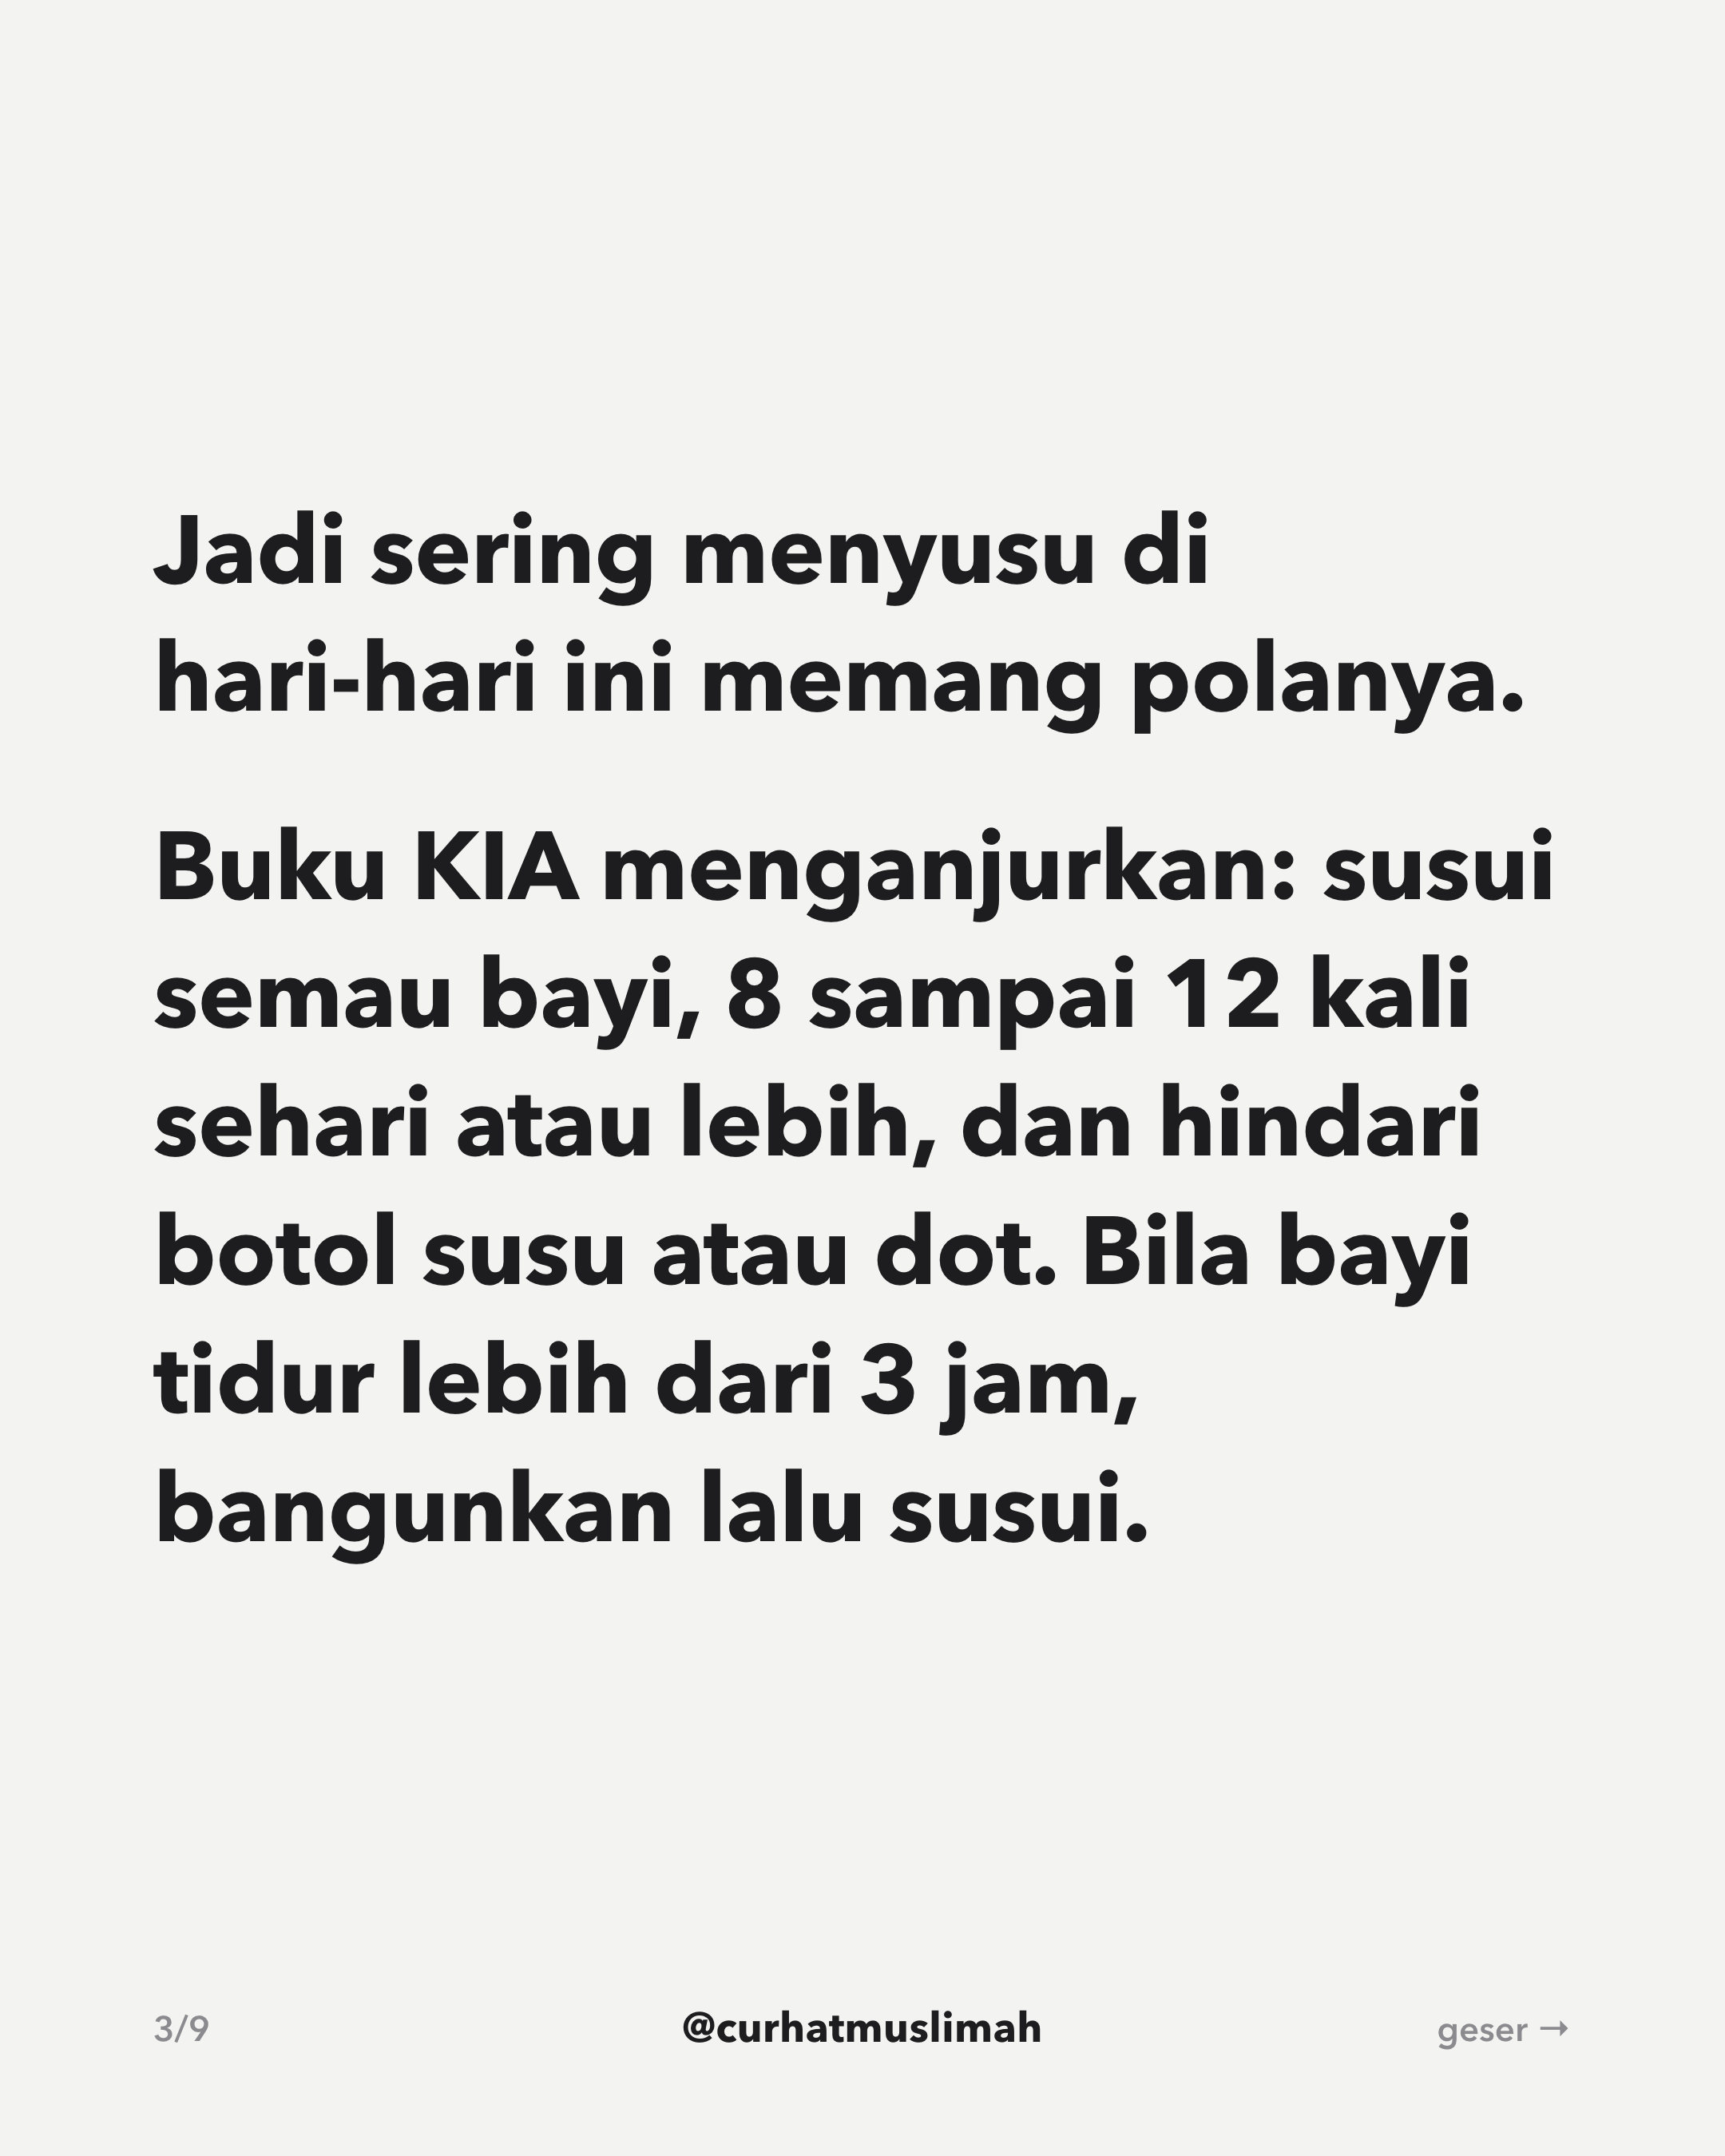 Jadi sering menyusu di
hari-hari ini memang polanya.
Buku KIA menganjurkan: susui
semau bayi, 8 sampai 12 kali
sehari atau lebih, dan hindari
botol susu atau dot. Bila bayi
tidur lebih dari 3 jam,
bangunkan lalu susui.
3/9
@curhatmuslimah
geser →